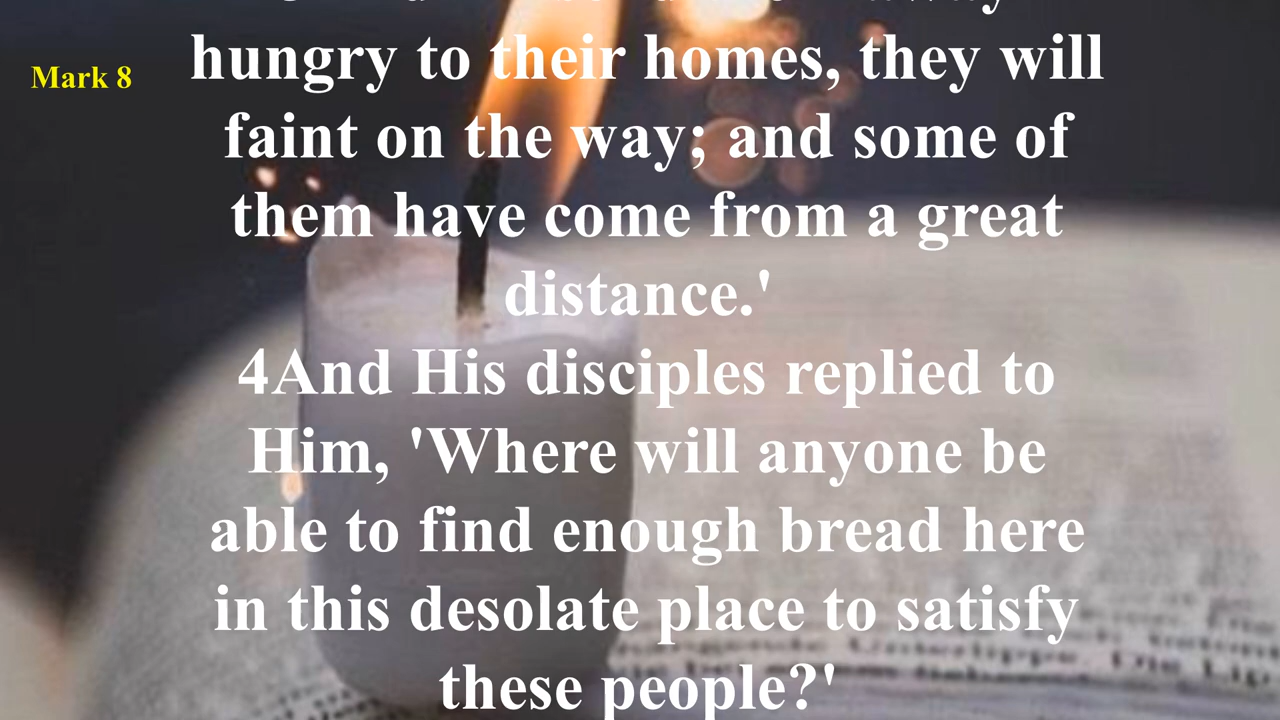 Mark 8
hungry to their homes, they will
faint on the way; and some of
them have come from a great
distance.'
4And His disciples replied to
Him, 'Where will anyone be
able to find enough bread here
in this desolate place to satisfy
these people?'